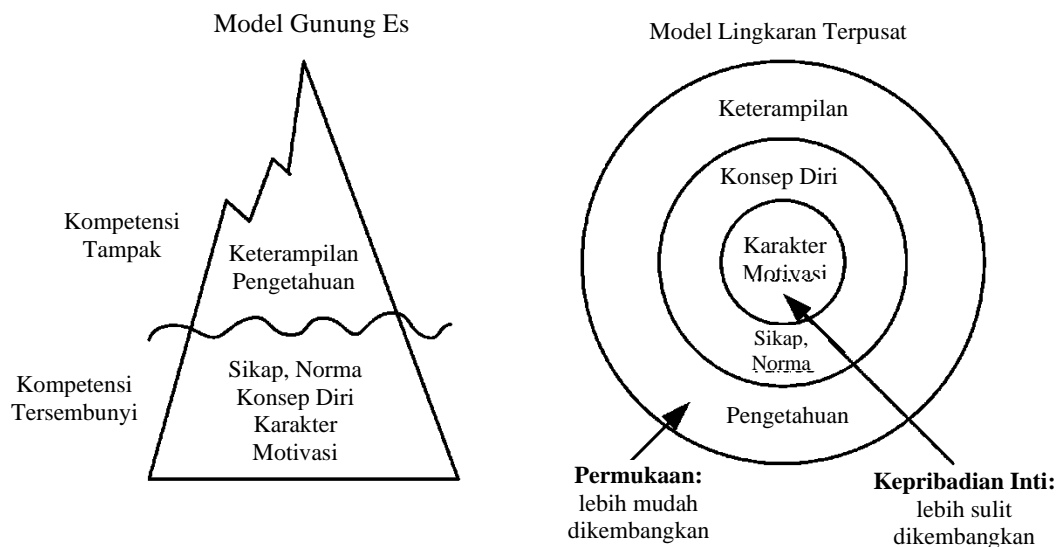 Model Gunung Es
Kompetensi
Tampak
Keterampilan
Pengetahuan
Kompetensi
Tersembunyi
Sikap, Norma
Konsep Diri
Karakter
Motivasi
Model Lingkaran Terpusat
Keterampilan
Konsep Diri
Karakter
Motivasi
Sikap,
Norma
Pengetahuan
Permukaan:
lebih mudah
dikembangkan
Kepribadian Inti:
lebih sulit
dikembangkan